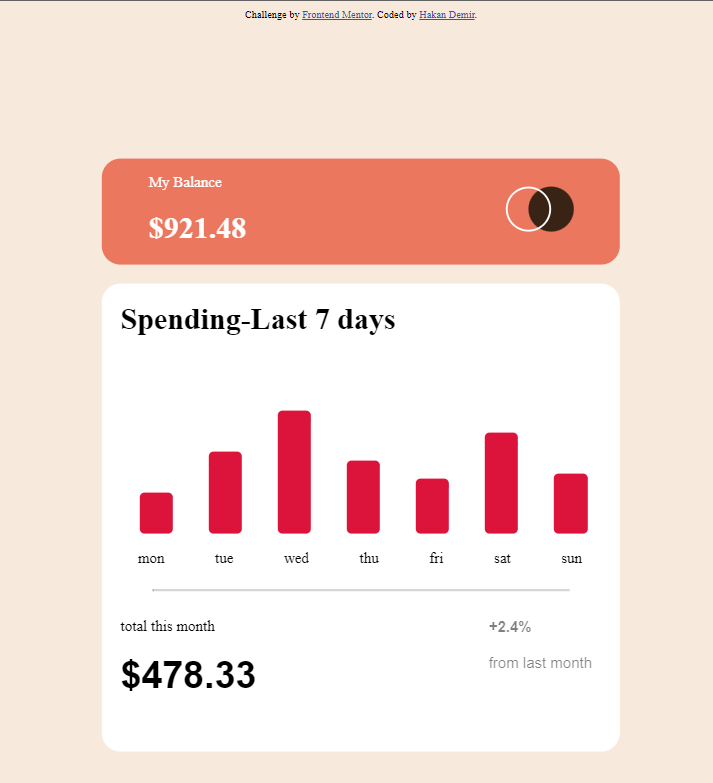 Challenge by Frontend Mentor. Coded by Hakan Demir.
My Balance
$921.48
Spending-Last 7 days
mon tue wed thu fri sat sun
total this month
+2.4%
$478.33
from last month